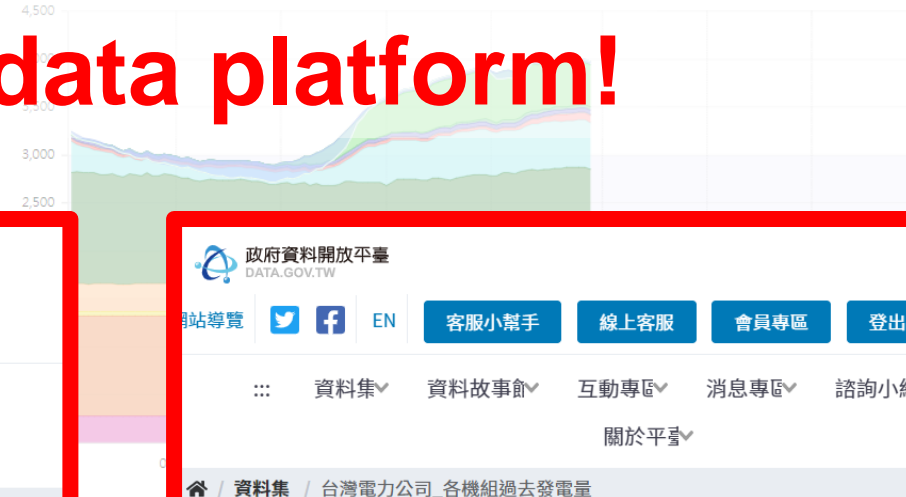 4,500
data platform!
3,000
2,500
政府資料開放平臺
DATA.GOV.TW
網站導覽 EN 客服小幫手 線上客服 會員專區 登出
::: 資料集 資料故事館 互動專區 消息專區 諮詢小組
關於平臺
/ 資料集 / 台灣電力公司_各機組過去發電量